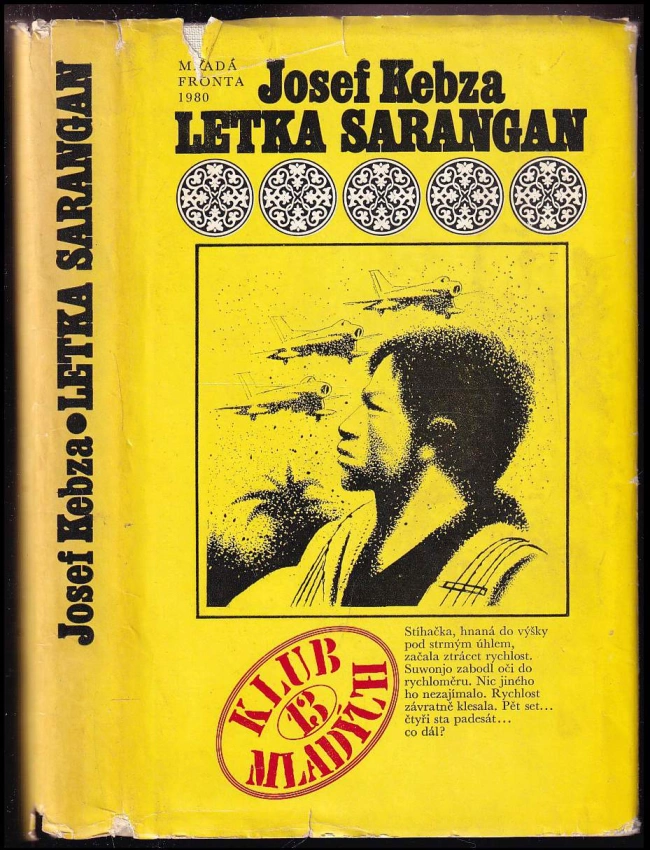 Josef Kebza • LETKA SARANGAN
MLADÁ
FRONTA
1980
Josef Kebza
LETKA SARANGAN
KLUB
13
MLADÝCH
Stíhačka, hnaná do výšky
pod strmým úhlem,
začala ztrácet rychlost.
Suwonjo zabodl oči do
rychloměru. Nic jiného
ho nezajímalo. Rychlost
závratně klesala. Pět set...
čtyři sta padesát...
co dál?